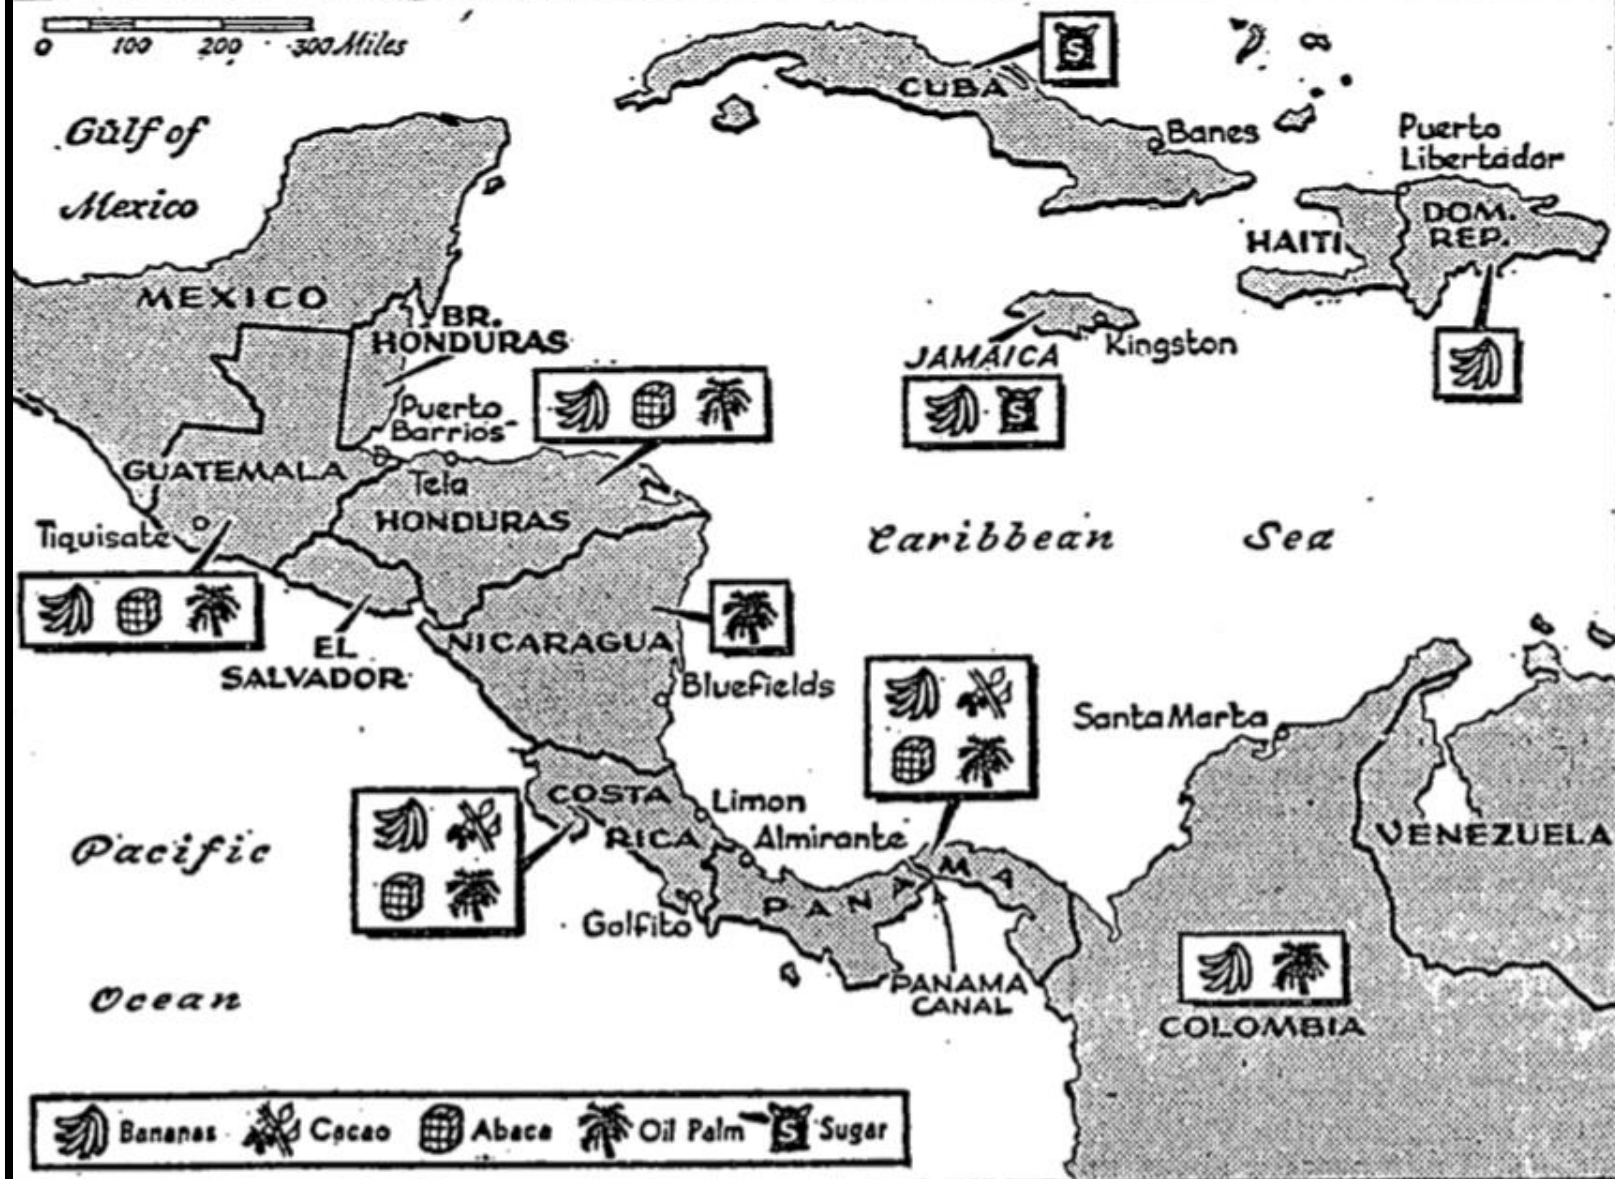 0 100 200 300 Miles
Gulf of
Mexico
CUBA
S
Banes
Puerto
Libertador
DOM.
REP.
HAITI
MEXICO
BR.
HONDURAS
JAMAICA
Kingston
S
Puerto
Barrios
GUATEMALA
Tela
HONDURAS
Tiquisate
Caribbean Sea
EL
SALVADOR
NICARAGUA
Bluefields
Santa Marta
COSTA
RICA
Limon
Almirante
VENEZUELA
Pacific
Ocean
PANAMA
Golfito
PANAMA
CANAL
COLOMBIA
Bananas Cacao Abaca Oil Palm S Sugar